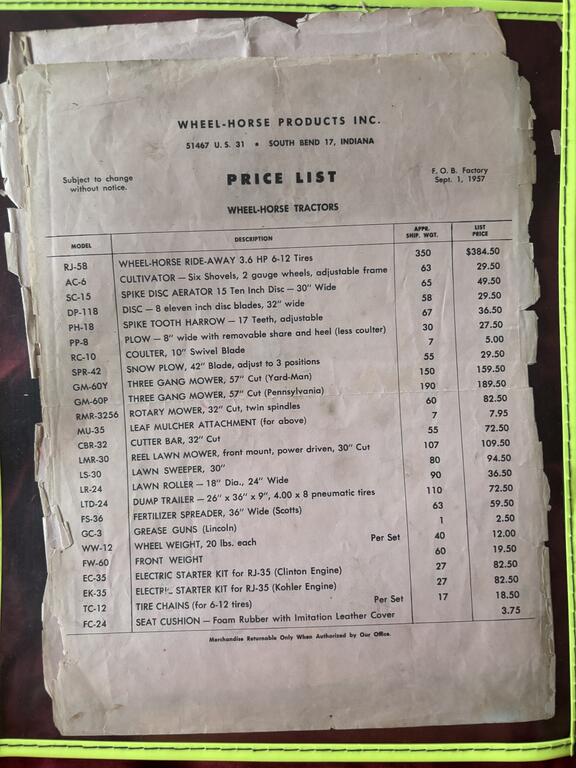 WHEEL-HORSE PRODUCTS INC.
51467 U. S. 31 • SOUTH BEND 17, INDIANA
Subject to change
without notice.
PRICE LIST
F. O. B. Factory
Sept. 1, 1957
WHEEL-HORSE TRACTORS
MODEL DESCRIPTION APPR. SHIP. WGT. LIST PRICE
RJ-58 WHEEL-HORSE RIDE-AWAY 3.6 HP 6-12 Tires 350 $384.50
AC-6 CULTIVATOR — Six Shovels, 2 gauge wheels, adjustable frame 63 29.50
SC-15 SPIKE DISC AERATOR 15 Ten Inch Disc — 30" Wide 65 49.50
DP-118 DISC — 8 eleven inch disc blades, 32" wide 58 29.50
PH-18 SPIKE TOOTH HARROW — 17 Teeth, adjustable 67 36.50
PP-8 PLOW — 8" wide with removable share and heel (less coulter) 30 27.50
RC-10 COULTER, 10" Swivel Blade 7 5.00
SPR-42 SNOW PLOW, 42" Blade, adjust to 3 positions 55 29.50
GM-60Y THREE GANG MOWER, 57" Cut (Yard-Man) 150 159.50
GM-60P THREE GANG MOWER, 57" Cut (Pennsylvania) 190 189.50
RMR-3256 ROTARY MOWER, 32" Cut, twin spindles 60 82.50
MU-35 LEAF MULCHER ATTACHMENT (for above) 7 7.95
CBR-32 CUTTER BAR, 32" Cut 55 72.50
LMR-30 REEL LAWN MOWER, front mount, power driven, 30" Cut 107 109.50
LS-30 LAWN SWEEPER, 30" 80 94.50
LR-24 LAWN ROLLER — 18" Dia., 24" Wide 90 36.50
LTD-24 DUMP TRAILER — 26" x 36" x 9", 4.00 x 8 pneumatic tires 110 72.50
FS-36 FERTILIZER SPREADER, 36" Wide (Scotts) 63 59.50
GC-3 GREASE GUNS (Lincoln) 1 2.50
WW-12 WHEEL WEIGHT, 20 lbs. each Per Set 40 12.00
FW-60 FRONT WEIGHT 60 19.50
EC-35 ELECTRIC STARTER KIT for RJ-35 (Clinton Engine) 27 82.50
EK-35 ELECTRIC STARTER KIT for RJ-35 (Kohler Engine) 27 82.50
TC-12 TIRE CHAINS (for 6-12 tires) Per Set 17 18.50
FC-24 SEAT CUSHION — Foam Rubber with Imitation Leather Cover 3.75
Merchandise Returnable Only When Authorized by Our Office.